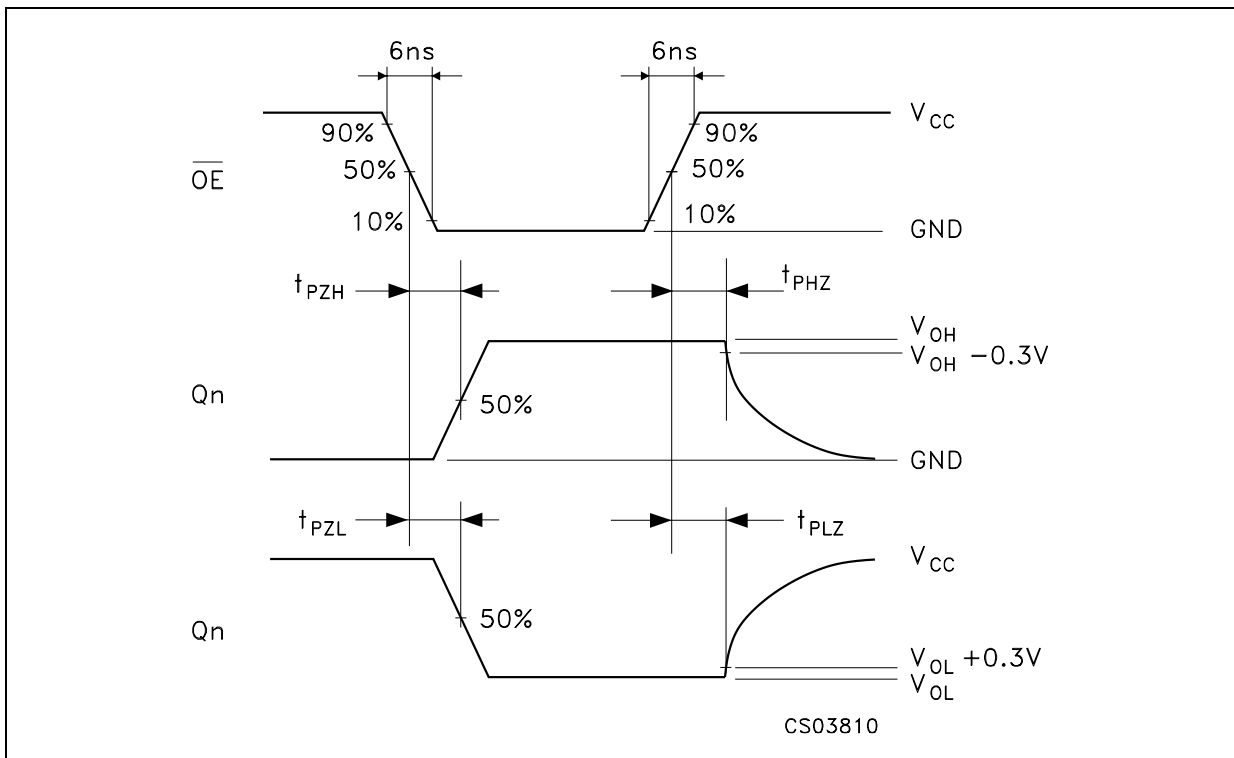 6ns 6ns
V_CC
90% 90%
O̅E̅ 50% 50%
10% 10%
GND
t_PZH t_PHZ
V_OH
V_OH −0.3V
Qn 50%
GND
t_PZL t_PLZ
V_CC
50%
Qn
V_OL +0.3V
V_OL
CS03810